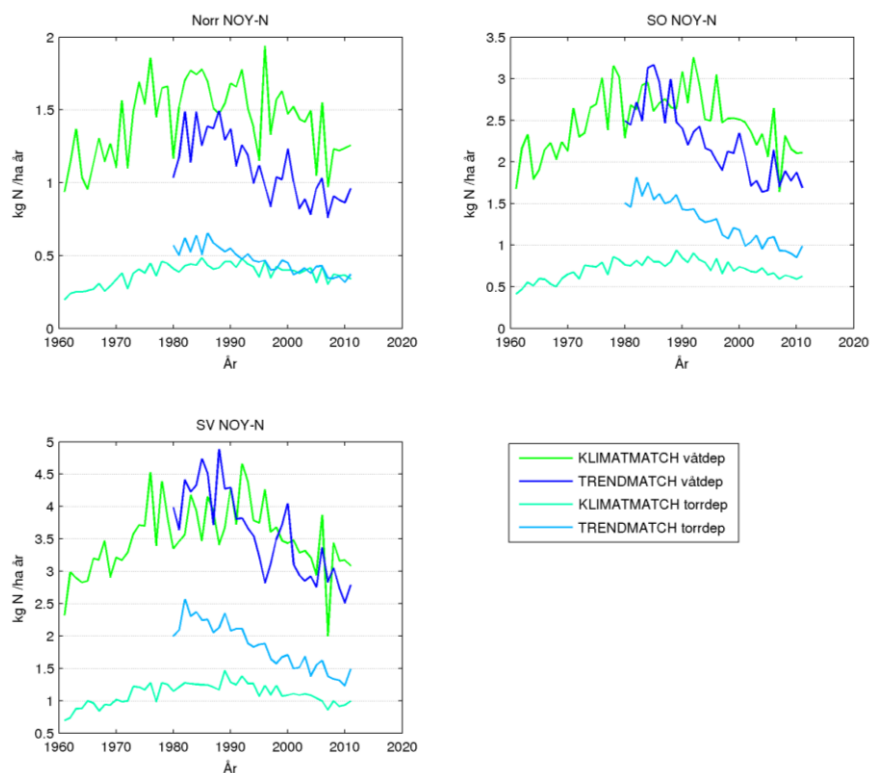 Norr NOY-N
2
1.5
1
0.5
0
kg N /ha år
1960 1970 1980 1990 2000 2010 2020
År
SO NOY-N
3.5
3
2.5
2
1.5
1
0.5
0
kg N /ha år
1960 1970 1980 1990 2000 2010 2020
År
SV NOY-N
5
4.5
4
3.5
3
2.5
2
1.5
1
0.5
kg N /ha år
1960 1970 1980 1990 2000 2010 2020
År
KLIMATMATCH våtdep
TRENDMATCH våtdep
KLIMATMATCH torrdep
TRENDMATCH torrdep